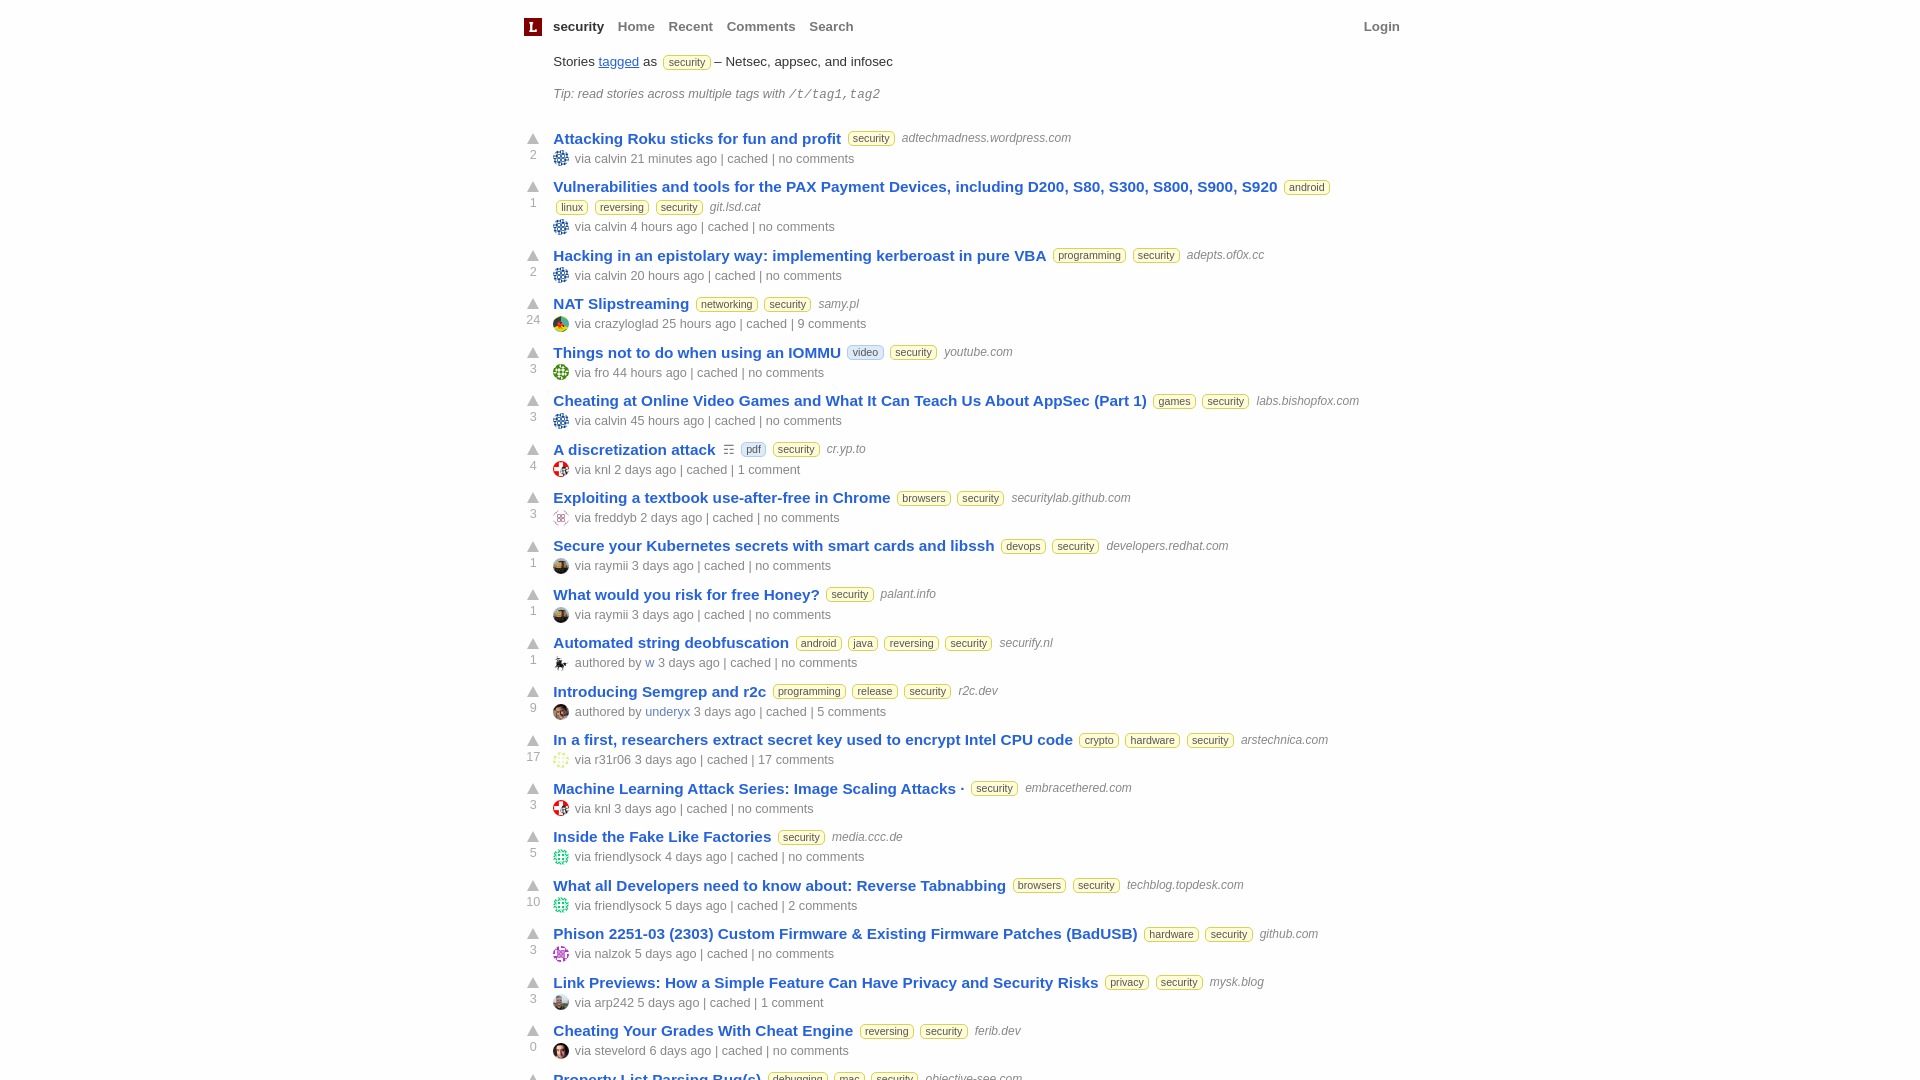 L security Home Recent Comments Search Login
Stories tagged as security – Netsec, appsec, and infosec
Tip: read stories across multiple tags with /t/tag1,tag2
Attacking Roku sticks for fun and profit security adtechmadness.wordpress.com
2 via calvin 21 minutes ago | cached | no comments
Vulnerabilities and tools for the PAX Payment Devices, including D200, S80, S300, S800, S900, S920 android
1 linux reversing security git.lsd.cat
via calvin 4 hours ago | cached | no comments
Hacking in an epistolary way: implementing kerberoast in pure VBA programming security adepts.of0x.cc
2 via calvin 20 hours ago | cached | no comments
NAT Slipstreaming networking security samy.pl
24 via crazyloglad 25 hours ago | cached | 9 comments
Things not to do when using an IOMMU video security youtube.com
3 via fro 44 hours ago | cached | no comments
Cheating at Online Video Games and What It Can Teach Us About AppSec (Part 1) games security labs.bishopfox.com
3 via calvin 45 hours ago | cached | no comments
A discretization attack ☶ pdf security cr.yp.to
4 via knl 2 days ago | cached | 1 comment
Exploiting a textbook use-after-free in Chrome browsers security securitylab.github.com
3 via freddyb 2 days ago | cached | no comments
Secure your Kubernetes secrets with smart cards and libssh devops security developers.redhat.com
1 via raymii 3 days ago | cached | no comments
What would you risk for free Honey? security palant.info
1 via raymii 3 days ago | cached | no comments
Automated string deobfuscation android java reversing security securify.nl
1 authored by w 3 days ago | cached | no comments
Introducing Semgrep and r2c programming release security r2c.dev
9 authored by underyx 3 days ago | cached | 5 comments
In a first, researchers extract secret key used to encrypt Intel CPU code crypto hardware security arstechnica.com
17 via r31r06 3 days ago | cached | 17 comments
Machine Learning Attack Series: Image Scaling Attacks · security embracethered.com
3 via knl 3 days ago | cached | no comments
Inside the Fake Like Factories security media.ccc.de
5 via friendlysock 4 days ago | cached | no comments
What all Developers need to know about: Reverse Tabnabbing browsers security techblog.topdesk.com
10 via friendlysock 5 days ago | cached | 2 comments
Phison 2251-03 (2303) Custom Firmware & Existing Firmware Patches (BadUSB) hardware security github.com
3 via nalzok 5 days ago | cached | no comments
Link Previews: How a Simple Feature Can Have Privacy and Security Risks privacy security mysk.blog
3 via arp242 5 days ago | cached | 1 comment
Cheating Your Grades With Cheat Engine reversing security ferib.dev
0 via stevelord 6 days ago | cached | no comments
Property List Parsing Bug(s) debugging mac security objective-see.com